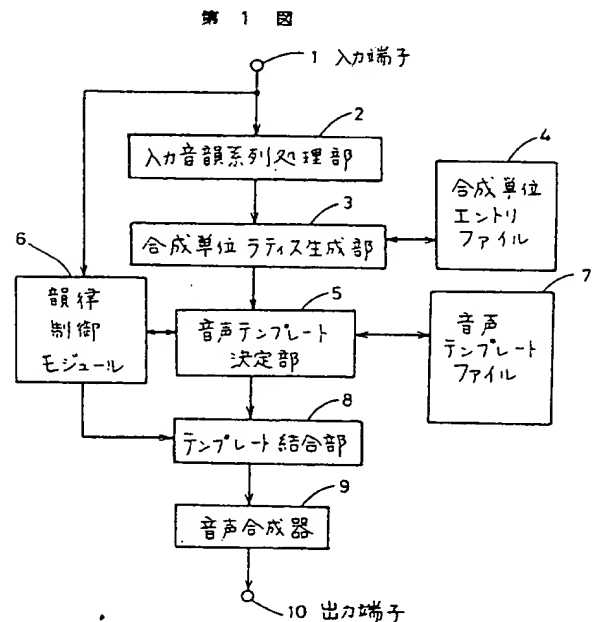 第 1 図
1 入力端子
2
入力音韻系列処理部
3
4
合成単位
エントリ
ファイル
合成単位 ラティス生成部
6
韻律
制御
モジュール
5
音声テンプレート
決定部
7
音声
テンプレート
ファイル
8
テンプレート 結合部
9
音声合成器
10 出力端子